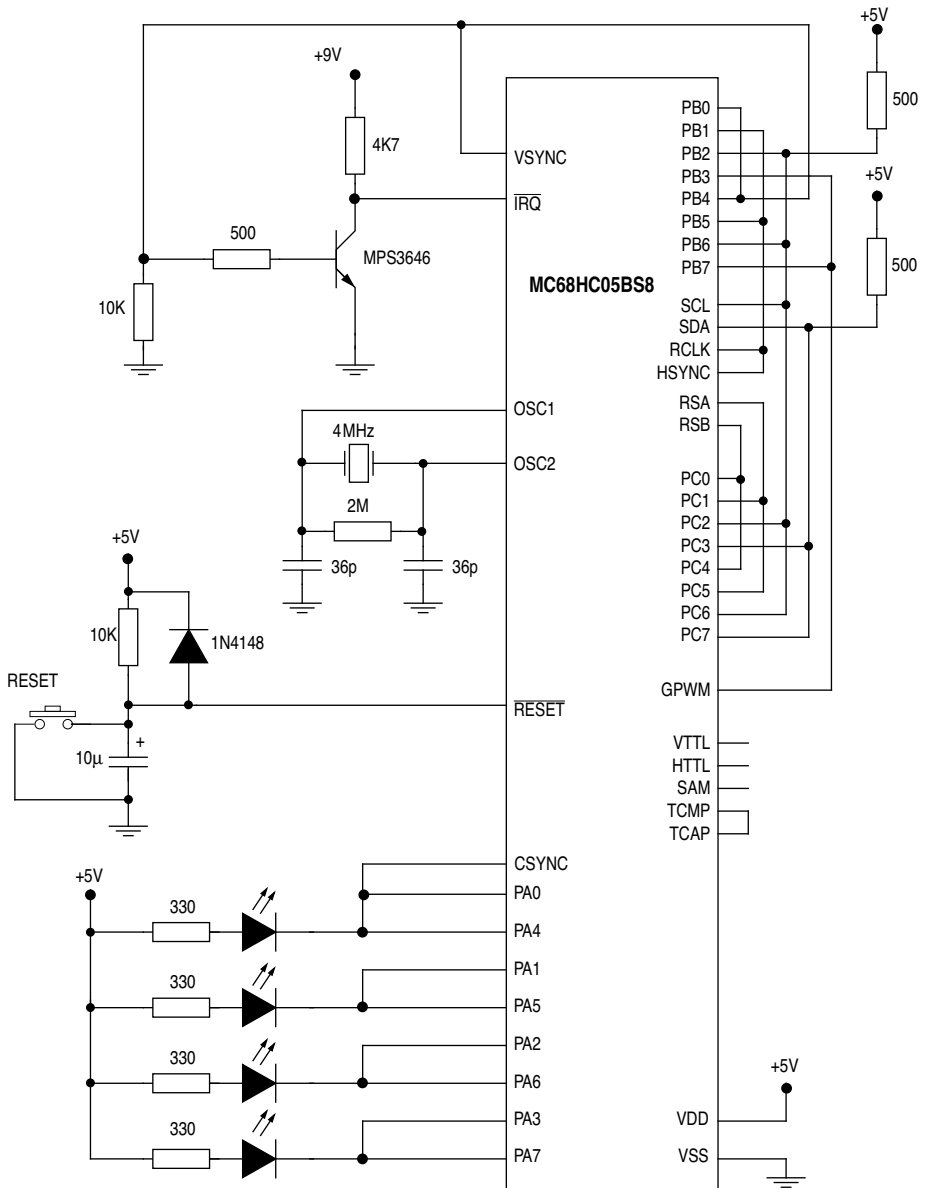 +5V
+9V
500
4K7
PB0
PB1
VSYNC
PB2
PB3
+5V
IRQ
PB4
PB5
500
MPS3646
PB6
500
PB7
MC68HC05BS8
10K
SCL
SDA
RCLK
HSYNC
OSC1
RSA
RSB
4MHz
OSC2
PC0
2M
PC1
PC2
+5V
PC3
36p
36p
PC4
PC5
PC6
10K
1N4148
PC7
RESET
GPWM
RESET
+
10µ
VTTL
HTTL
SAM
TCMP
TCAP
CSYNC
+5V
PA0
330
PA4
PA1
330
PA5
PA2
330
PA6
+5V
PA3
VDD
330
PA7
VSS